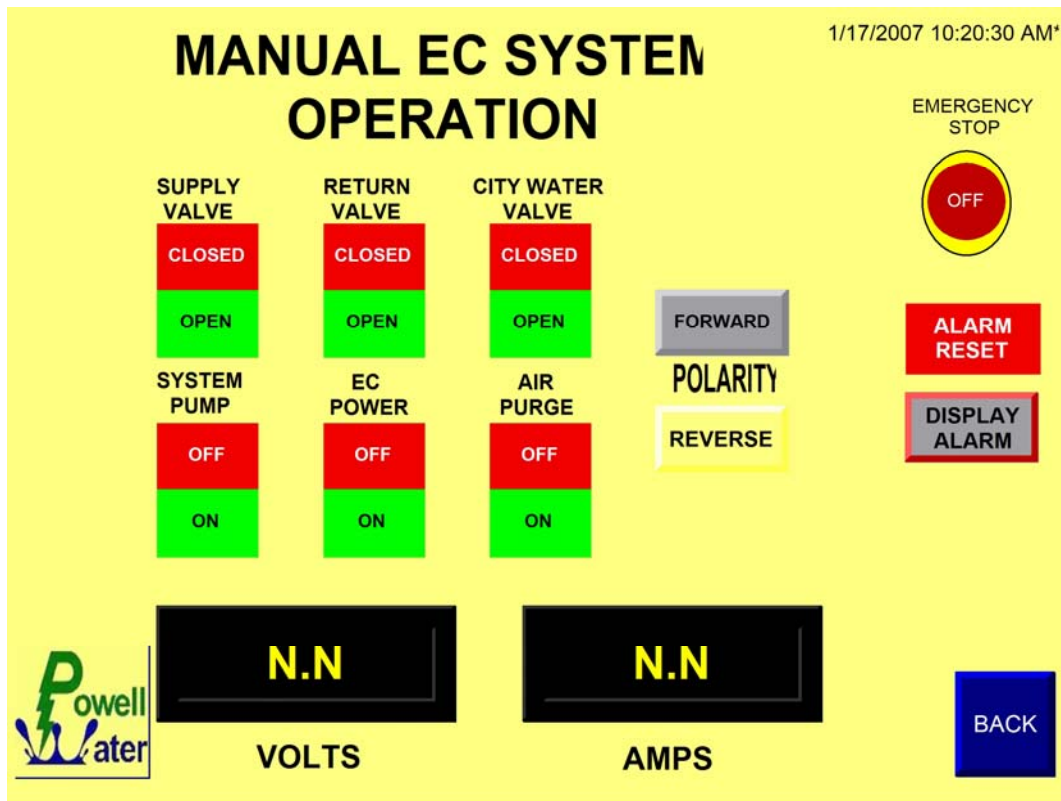 MANUAL EC SYSTEM
OPERATION
1/17/2007 10:20:30 AM*
EMERGENCY
STOP
OFF
SUPPLY
VALVE
CLOSED
OPEN
RETURN
VALVE
CLOSED
OPEN
CITY WATER
VALVE
CLOSED
OPEN
FORWARD
POLARITY
REVERSE
ALARM
RESET
DISPLAY
ALARM
SYSTEM
PUMP
OFF
ON
EC
POWER
OFF
ON
AIR
PURGE
OFF
ON
N.N
VOLTS
N.N
AMPS
Powell
Water
BACK